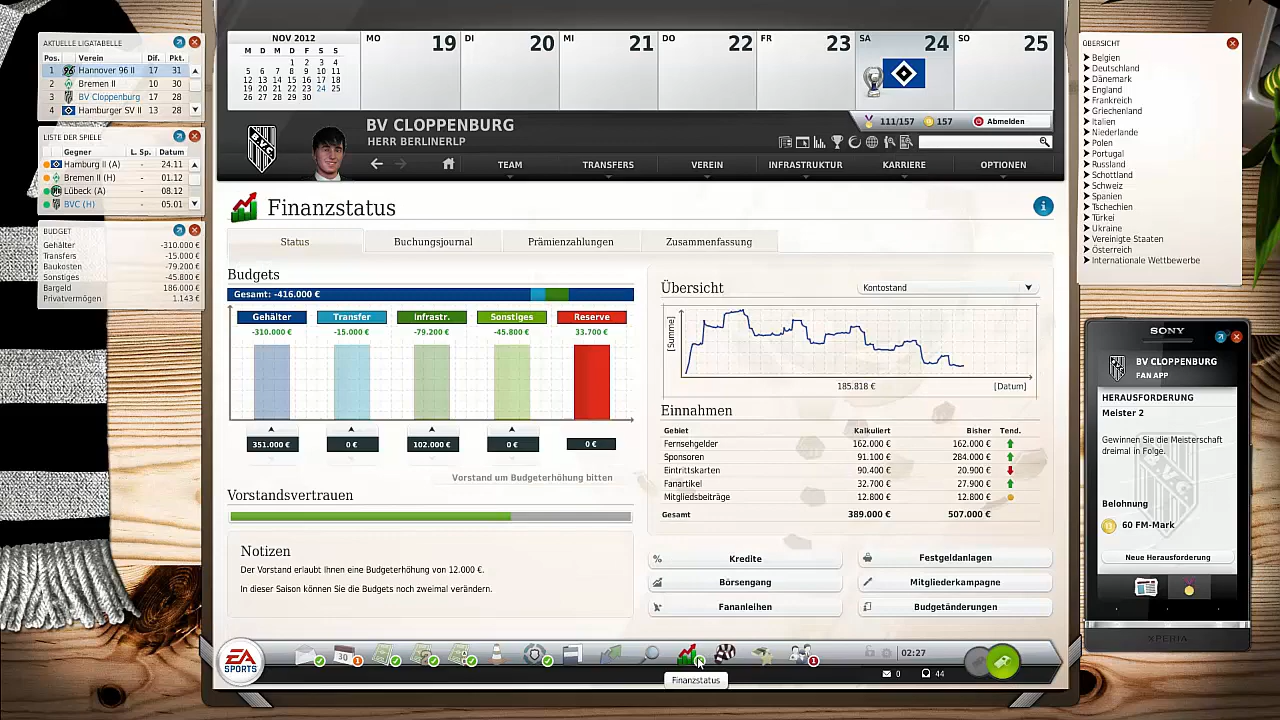 AKTUELLE LIGATABELLE
Pos. Verein Dif. Pkt.
1 Hannover 96 II 17 31
2 Bremen II 10 30
3 BV Cloppenburg 17 28
4 Hamburger SV II 13 28
LISTE DER SPIELE
Gegner L. Sp. Datum
Hamburg II (A) - 24.11
Bremen II (H) - 01.12
Lübeck (A) - 08.12
BVC (H) - 05.01
BUDGET
Gehälter -310.000 €
Transfers -15.000 €
Baukosten -79.200 €
Sonstiges -45.800 €
Bargeld 186.000 €
Privatvermögen 1.143 €
NOV 2012
M D M D F S S
1 2 3 4
5 6 7 8 9 10 11
12 13 14 15 16 17 18
19 20 21 22 23 24 25
26 27 28 29 30
MO 19
DI 20
MI 21
DO 22
FR 23
SA 24
SO 25
111/157 157 Abmelden
BVC
BV CLOPPENBURG
HERR BERLINERLP
TEAM TRANSFERS VEREIN INFRASTRUKTUR KARRIERE OPTIONEN
Finanzstatus
Status Buchungsjournal Prämienzahlungen Zusammenfassung
Budgets
Gesamt: -416.000 €
Gehälter Transfer Infrastr. Sonstiges Reserve
-310.000 € -15.000 € -79.200 € -45.800 € 33.700 €
351.000 € 0 € 102.000 € 0 € 0 €
Vorstand um Budgeterhöhung bitten
Vorstandsvertrauen
Notizen
Der Vorstand erlaubt Ihnen eine Budgeterhöhung von 12.000 €.
In dieser Saison können Sie die Budgets noch zweimal verändern.
Übersicht
Kontostand
[Summe]
185.818 € [Datum]
Einnahmen
Gebiet Kalkuliert Bisher Tend.
Fernsehgelder 162.000 € 162.000 €
Sponsoren 91.100 € 284.000 €
Eintrittskarten 90.400 € 20.900 €
Fanartikel 32.700 € 27.900 €
Mitgliedsbeiträge 12.800 € 12.800 €
Gesamt 389.000 € 507.000 €
Kredite Festgeldanlagen
Börsengang Mitgliederkampagne
Fananleihen Budgetänderungen
EA SPORTS
30 1
1
02:27
0 44
Finanzstatus
ÜBERSICHT
Belgien
Deutschland
Dänemark
England
Frankreich
Griechenland
Italien
Niederlande
Polen
Portugal
Russland
Schottland
Schweiz
Spanien
Tschechien
Türkei
Ukraine
Vereinigte Staaten
Österreich
Internationale Wettbewerbe
SONY
BV CLOPPENBURG
FAN APP
HERAUSFORDERUNG
Meister 2
Gewinnen Sie die Meisterschaft
dreimal in Folge.
Belohnung
60 FM-Mark
Neue Herausforderung
XPERIA